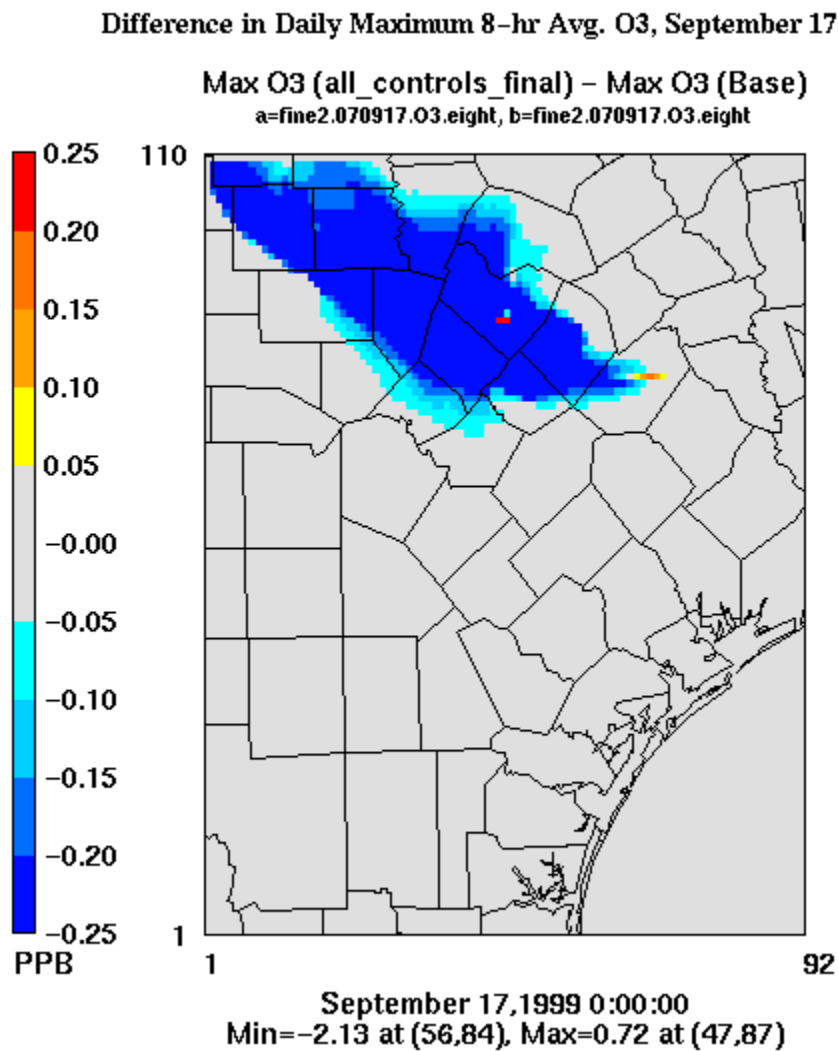 Difference in Daily Maximum 8-hr Avg. O3, September 17
Max O3 (all_controls_final) - Max O3 (Base)
a=fine2.070917.O3.eight, b=fine2.070917.O3.eight
0.25
0.20
0.15
0.10
0.05
-0.00
-0.05
-0.10
-0.15
-0.20
-0.25
PPB
110
1
1
92
September 17,1999 0:00:00
Min=-2.13 at (56,84), Max=0.72 at (47,87)